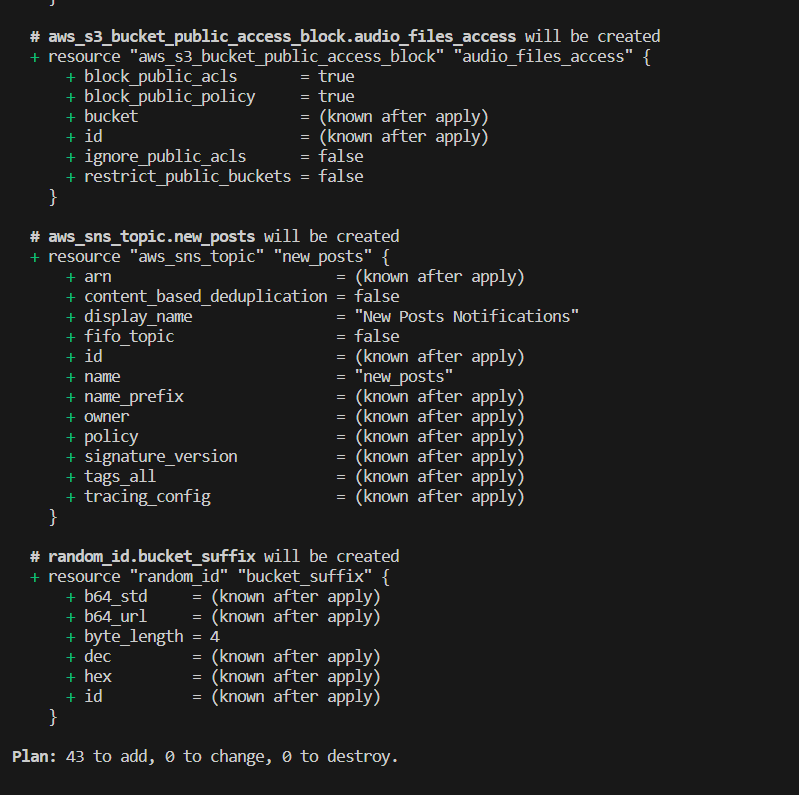 }
# aws_s3_bucket_public_access_block.audio_files_access will be created
+ resource "aws_s3_bucket_public_access_block" "audio_files_access" {
+ block_public_acls       = true
+ block_public_policy     = true
+ bucket                  = (known after apply)
+ id                      = (known after apply)
+ ignore_public_acls      = false
+ restrict_public_buckets = false
}
# aws_sns_topic.new_posts will be created
+ resource "aws_sns_topic" "new_posts" {
+ arn                         = (known after apply)
+ content_based_deduplication = false
+ display_name                = "New Posts Notifications"
+ fifo_topic                  = false
+ id                          = (known after apply)
+ name                        = "new_posts"
+ name_prefix                 = (known after apply)
+ owner                       = (known after apply)
+ policy                      = (known after apply)
+ signature_version           = (known after apply)
+ tags_all                    = (known after apply)
+ tracing_config              = (known after apply)
}
# random_id.bucket_suffix will be created
+ resource "random_id" "bucket_suffix" {
+ b64_std     = (known after apply)
+ b64_url     = (known after apply)
+ byte_length = 4
+ dec         = (known after apply)
+ hex         = (known after apply)
+ id          = (known after apply)
}
Plan: 43 to add, 0 to change, 0 to destroy.